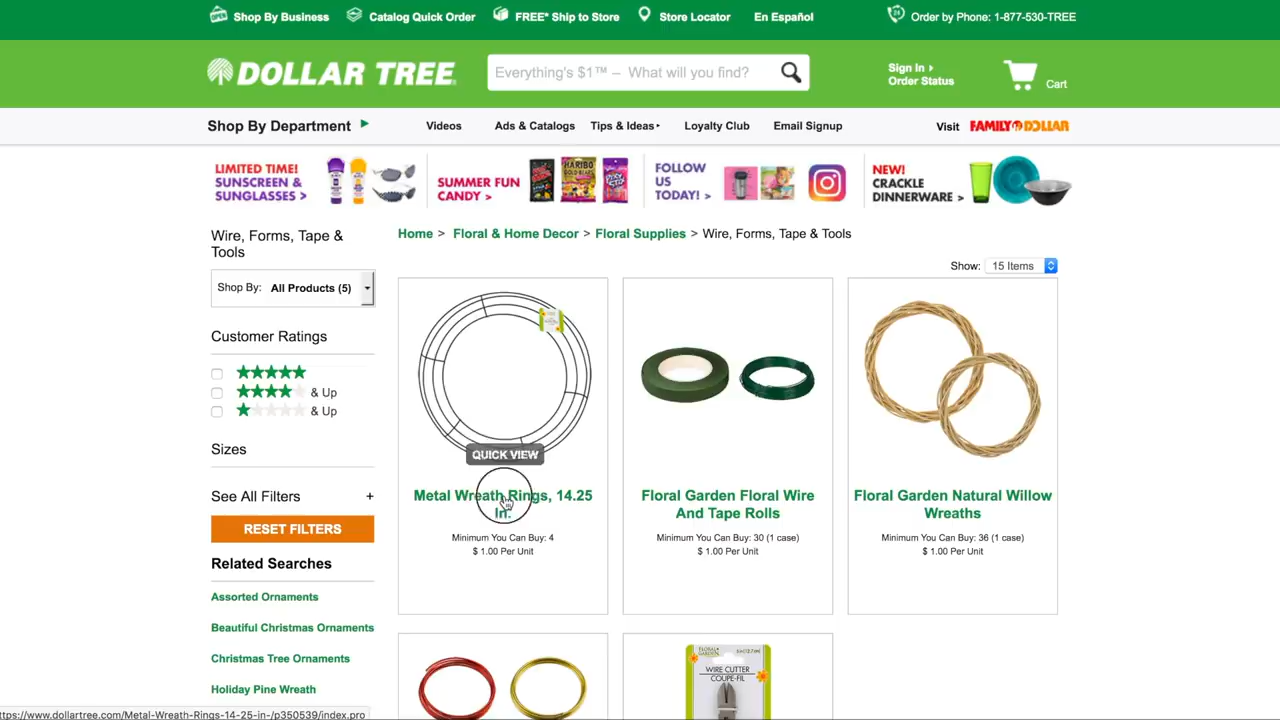 Shop By Business
Catalog Quick Order
FREE* Ship to Store
Store Locator
En Español
Order by Phone: 1-877-530-TREE
DOLLAR TREE
Everything's $1™ – What will you find?
Sign In
Order Status
Cart
Shop By Department
Videos
Ads & Catalogs
Tips & Ideas
Loyalty Club
Email Signup
Visit FAMILY DOLLAR
LIMITED TIME!
SUNSCREEN &
SUNGLASSES >
SUMMER FUN
CANDY >
HARIBO
FOLLOW
US
TODAY! >
NEW!
CRACKLE
DINNERWARE >
Wire, Forms, Tape &
Tools
Home > Floral & Home Decor > Floral Supplies > Wire, Forms, Tape & Tools
Show: 15 Items
Shop By: All Products (5)
Customer Ratings
& Up
& Up
Sizes
See All Filters +
RESET FILTERS
Related Searches
Assorted Ornaments
Beautiful Christmas Ornaments
Christmas Tree Ornaments
Holiday Pine Wreath
QUICK VIEW
Metal Wreath Rings, 14.25
In.
Minimum You Can Buy: 4
$ 1.00 Per Unit
Floral Garden Floral Wire
And Tape Rolls
Minimum You Can Buy: 30 (1 case)
$ 1.00 Per Unit
Floral Garden Natural Willow
Wreaths
Minimum You Can Buy: 36 (1 case)
$ 1.00 Per Unit
FLORAL
GARDEN
WIRE CUTTER
COUPE-FIL
ttps://www.dollartree.com/Metal-Wreath-Rings-14-25-in-/p350539/index.pro